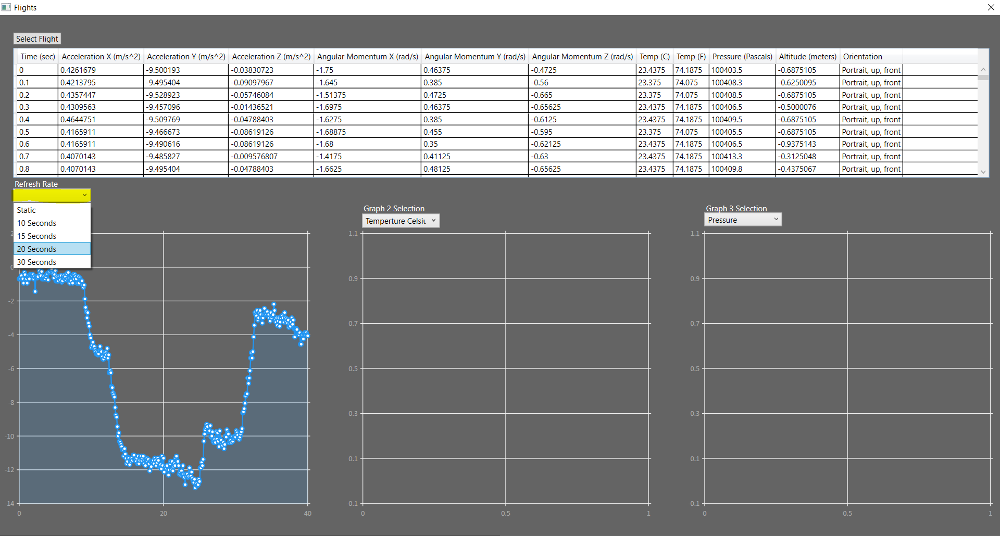 Flights
Select Flight
Time (sec) Acceleration X (m/s^2) Acceleration Y (m/s^2) Acceleration Z (m/s^2) Angular Momentum X (rad/s) Angular Momentum Y (rad/s) Angular Momentum Z (rad/s) Temp (C) Temp (F) Pressure (Pascals) Altitude (meters) Orientation
0 0.4261679 -9.500193 -0.03830723 -1.75 0.46375 -0.4725 23.4375 74.1875 100403.5 -0.6875105 Portrait, up, front
0.1 0.4213795 -9.495404 -0.09097967 -1.645 0.385 -0.56 23.375 74.075 100408.3 -0.6250095 Portrait, up, front
0.2 0.4357447 -9.528923 -0.05746084 -1.51375 0.4725 -0.665 23.375 74.075 100408.5 -0.6875105 Portrait, up, front
0.3 0.4309563 -9.457096 -0.01436521 -1.6975 0.46375 -0.65625 23.4375 74.1875 100406.5 -0.5000076 Portrait, up, front
0.4 0.4644751 -9.509769 -0.04788403 -1.6275 0.385 -0.6125 23.4375 74.1875 100409.5 -0.6875105 Portrait, up, front
0.5 0.4165911 -9.466673 -0.08619126 -1.68875 0.455 -0.595 23.375 74.075 100405.5 -0.6875105 Portrait, up, front
0.6 0.4165911 -9.490616 -0.08619126 -1.68 0.35 -0.62125 23.4375 74.1875 100406.5 -0.9375143 Portrait, up, front
0.7 0.4070143 -9.485827 -0.009576807 -1.4175 0.41125 -0.63 23.4375 74.1875 100413.3 -0.3125048 Portrait, up, front
0.8 0.4070143 -9.495404 -0.04788403 -1.6625 0.48125 -0.65625 23.4375 74.1875 100409.8 -0.4375067 Portrait, up, front
Refresh Rate
Static
10 Seconds
15 Seconds
20 Seconds
30 Seconds
-2
-4
-6
-8
-10
-12
-14
0 20 40
Graph 2 Selection
Temperture Celsiu
1.1
0.9
0.7
0.5
0.3
0.1
-0.1
0 0.5 1
Graph 3 Selection
Pressure
1.1
0.9
0.7
0.5
0.3
0.1
-0.1
0 0.5 1